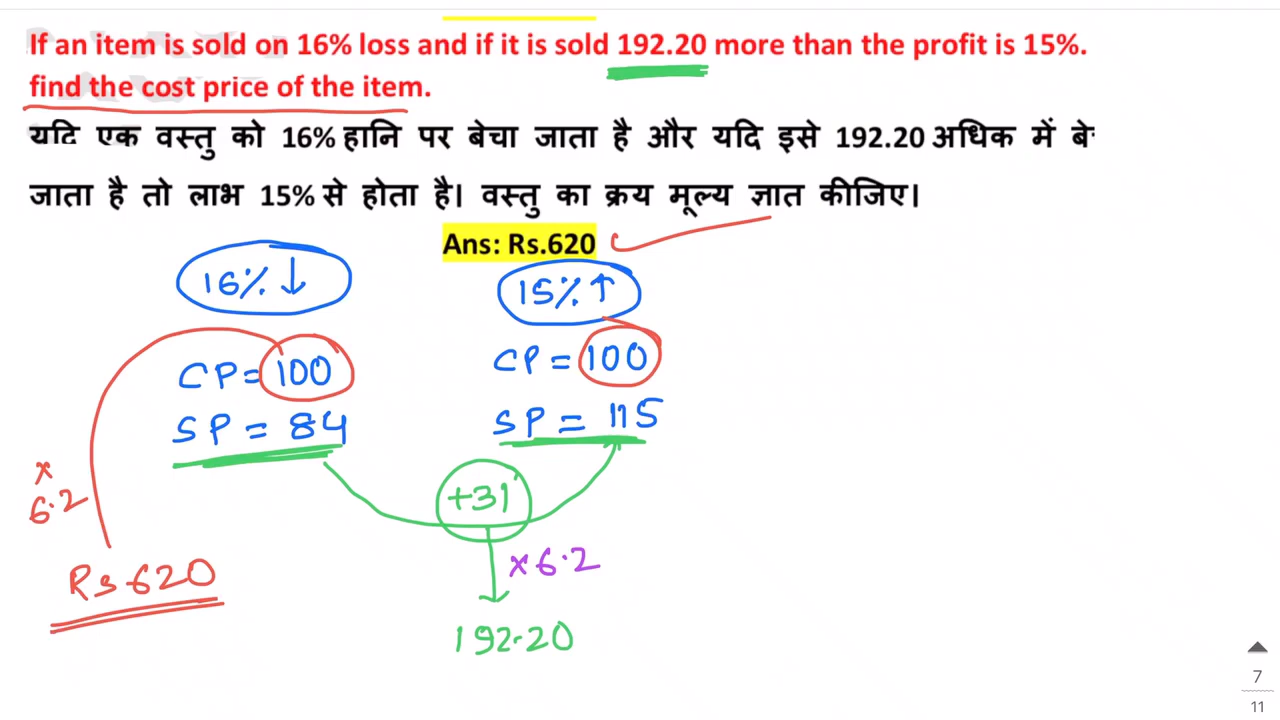 If an item is sold on 16% loss and if it is sold 192.20 more than the profit is 15%.
find the cost price of the item.
यदि एक वस्तु को 16% हानि पर बेचा जाता है और यदि इसे 192.20 अधिक में बे
जाता है तो लाभ 15% से होता है। वस्तु का क्रय मूल्य ज्ञात कीजिए।
Ans: Rs.620
16% ↓ 15% ↑
CP = 100 CP = 100
SP = 84 SP = 115
+31
× 6.2
× 6.2
Rs 620
192.20
7
11